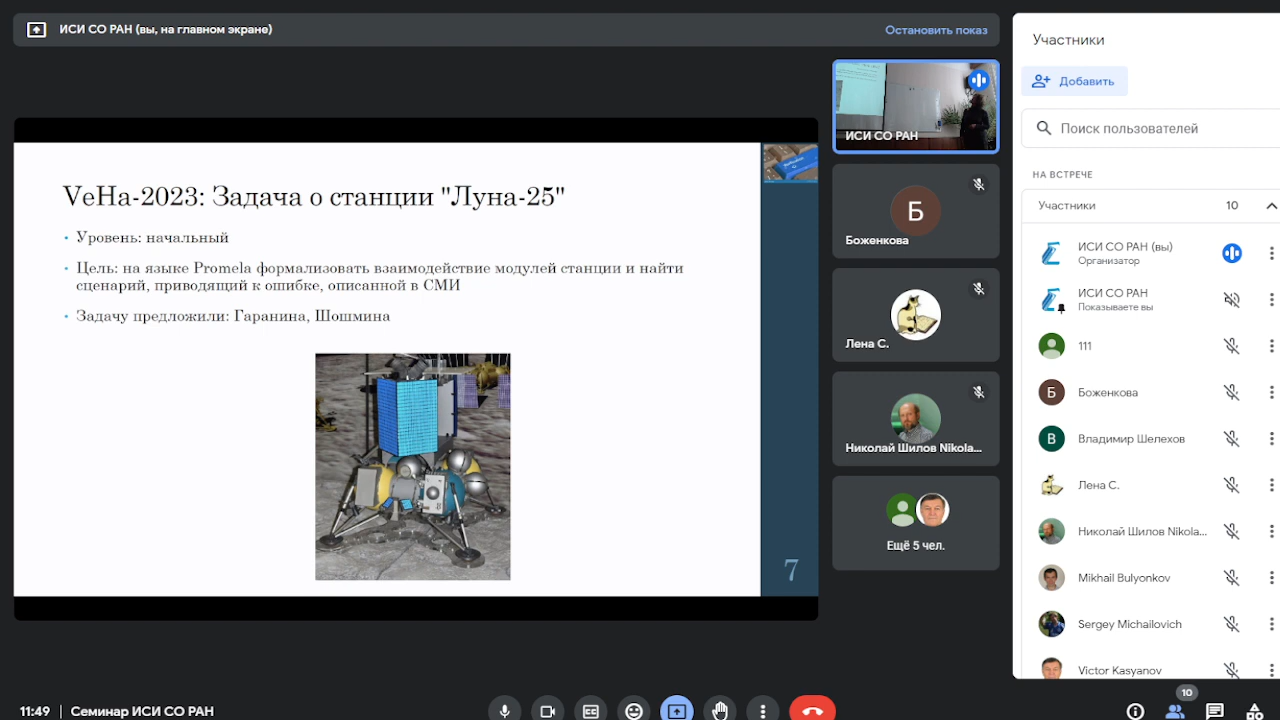 ИСИ СО РАН (вы, на главном экране)
Остановить показ
VeHa-2023: Задача о станции "Луна-25"
• Уровень: начальный
• Цель: на языке Promela формализовать взаимодействие модулей станции и найти
сценарий, приводящий к ошибке, описанной в СМИ
• Задачу предложили: Гаранина, Шошмина
7
ИСИ СО РАН
Б
Боженкова
Лена С.
Николай Шилов Nikola...
Ещё 5 чел.
Участники
Добавить
Поиск пользователей
НА ВСТРЕЧЕ
Участники 10
ИСИ СО РАН (вы)
Организатор
ИСИ СО РАН
Показываете вы
111
Б Боженкова
В Владимир Шелехов
Лена С.
Николай Шилов Nikola...
Mikhail Bulyonkov
Sergey Michailovich
Victor Kasyanov
11:49 | Семинар ИСИ СО РАН
10